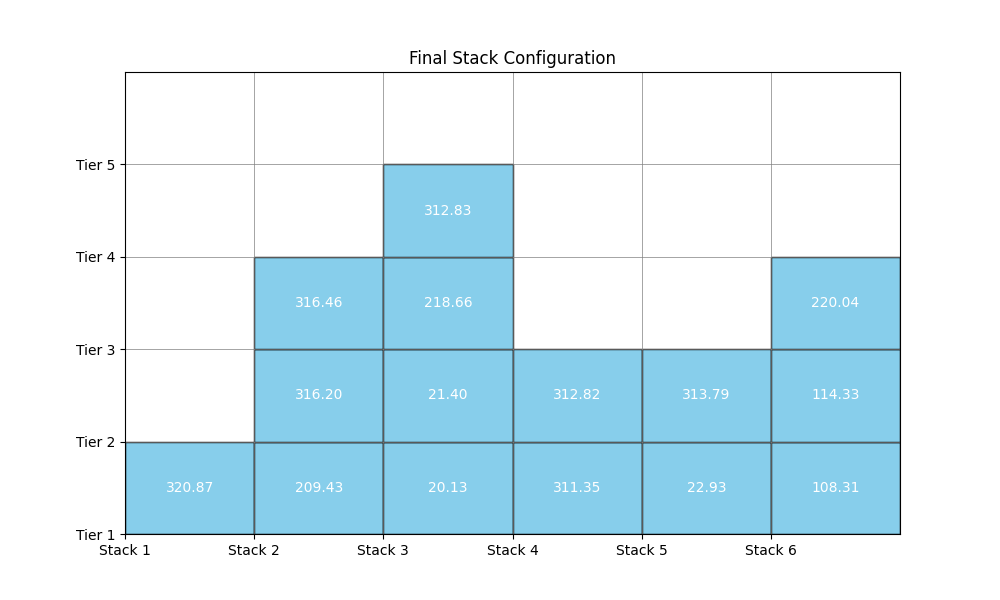 Final Stack Configuration
Tier 5
312.83
Tier 4
316.46 218.66 220.04
Tier 3
316.20 21.40 312.82 313.79 114.33
Tier 2
320.87 209.43 20.13 311.35 22.93 108.31
Tier 1
Stack 1 Stack 2 Stack 3 Stack 4 Stack 5 Stack 6